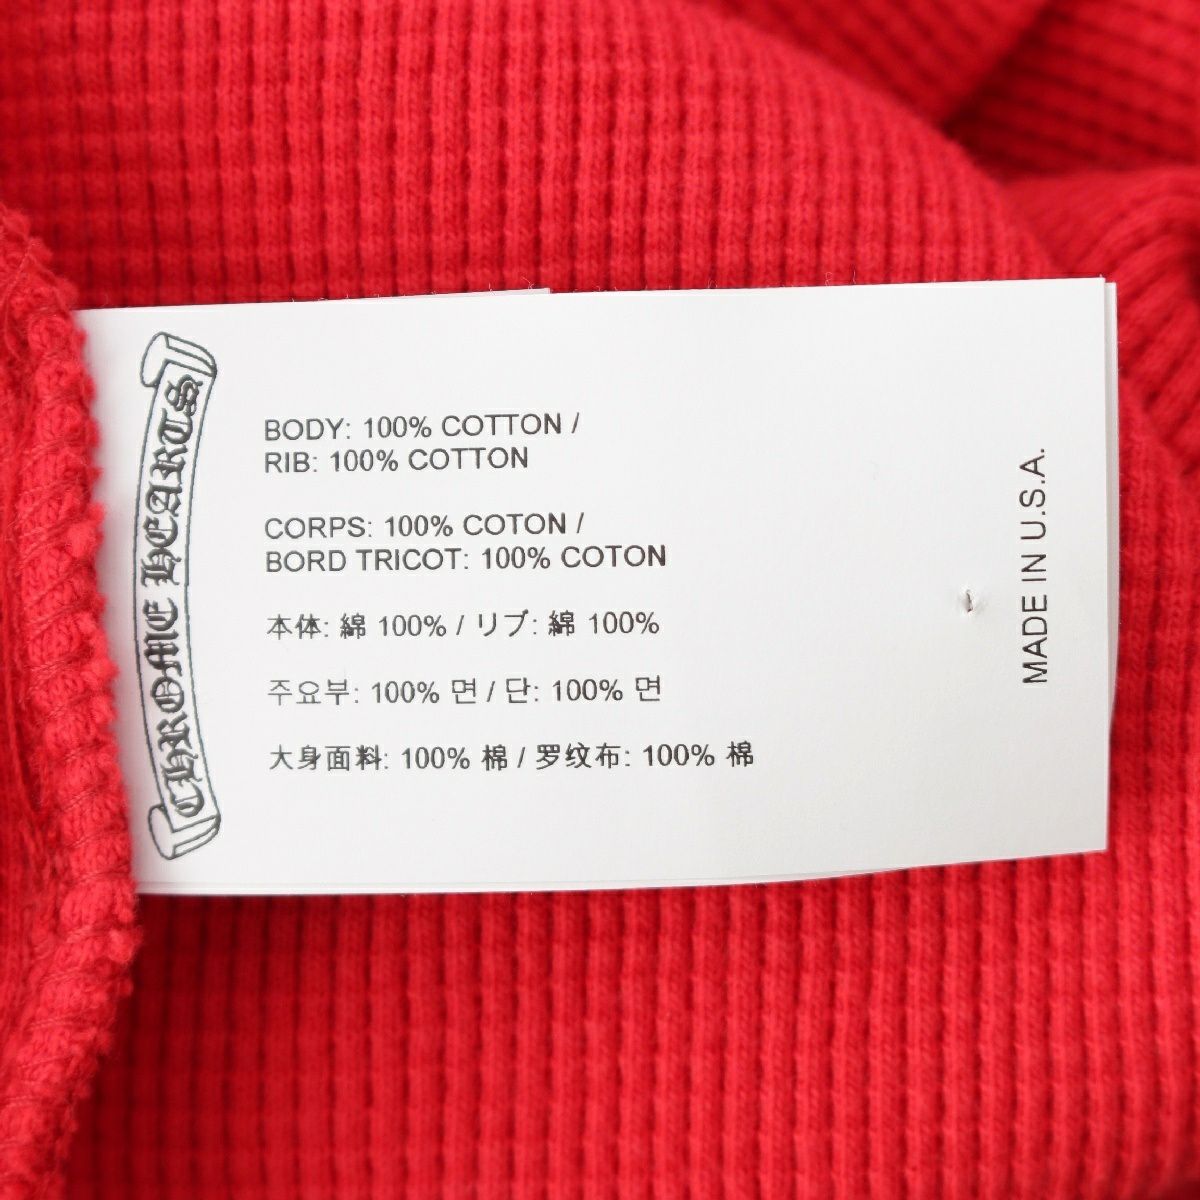 CHROME HEARTS
BODY: 100% COTTON /
RIB: 100% COTTON
CORPS: 100% COTON /
BORD TRICOT: 100% COTON
本体: 綿 100% / リブ: 綿 100%
주요부: 100% 면 / 단: 100% 면
大身面料: 100% 棉 / 罗纹布: 100% 棉
MADE IN U.S.A.